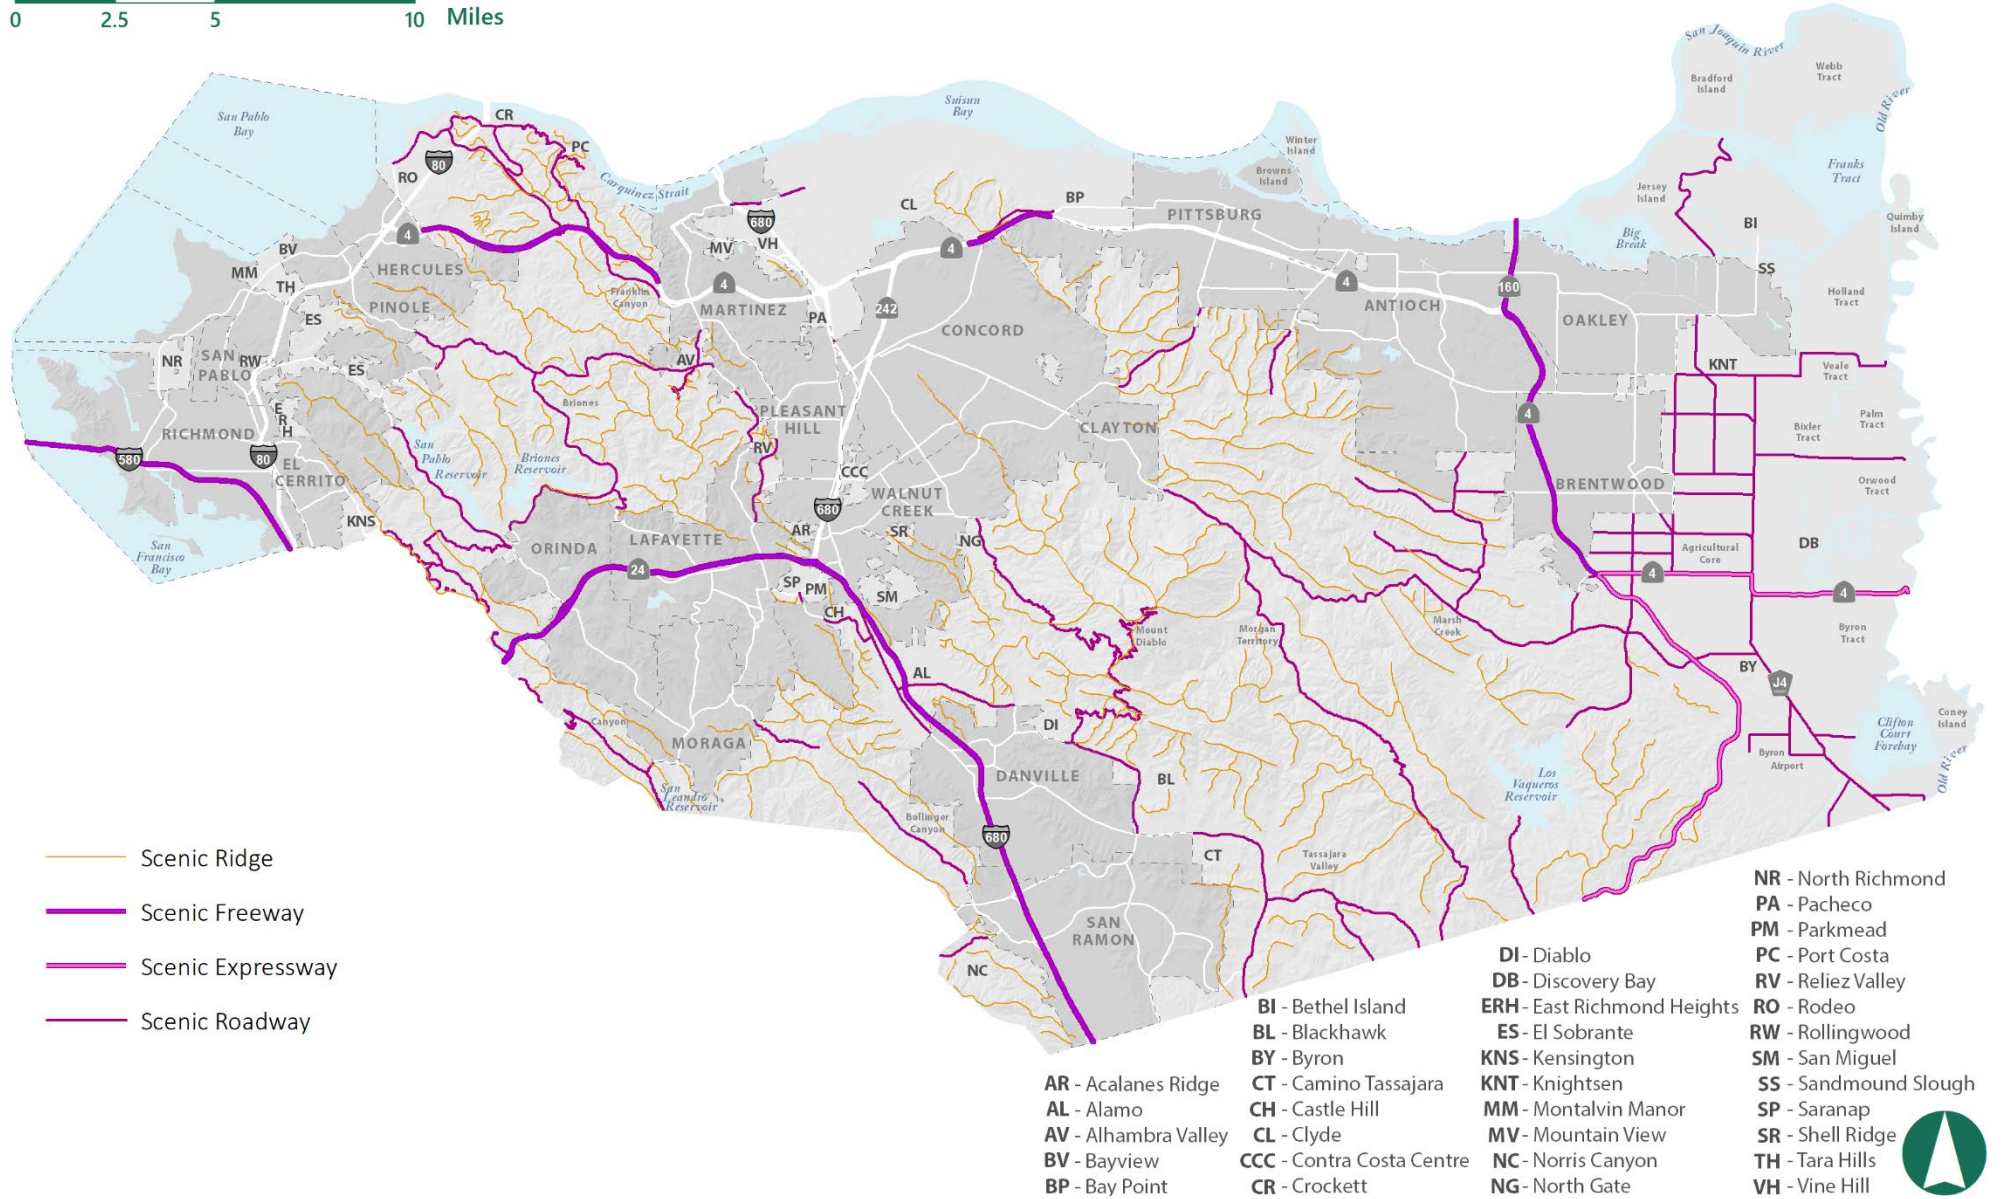 0 2.5 5 10 Miles
San Joaquin River
Webb
Tract
Bradford
Island
Old River
San Pablo
Bay
Suisun
Bay
CR
80
PC
RO
Carquinez Strait
Winter
Island
Browns
Island
Franks
Tract
Jersey
Island
Quimby
Island
CL
BP
PITTSBURG
680
BI
4
MV
VH
4
Big
Break
BV
MM
HERCULES
TH
SS
4
4
160
Franklin
Canyon
Holland
Tract
PINOLE
MARTINEZ
242
PA
ANTIOCH
OAKLEY
ES
CONCORD
NR
SAN
PABLO
RW
ES
AV
KNT
Veale
Tract
Briones
PLEASANT
HILL
4
Palm
Tract
E
R
H
RICHMOND
CLAYTON
Bixler
Tract
San
Pablo
Reservoir
Briones
Reservoir
RV
580
80
EL
CERRITO
CCC
BRENTWOOD
Orwood
Tract
WALNUT
CREEK
680
KNS
AR
SR
NG
San
Francisco
Bay
ORINDA
LAFAYETTE
DB
Agricultural
Core
24
4
4
SP
PM
SM
CH
Marsh
Creek
Mount
Diablo
Morgan
Territory
Byron
Tract
AL
BY
J4
Canyon
DI
Coney
Island
Clifton
Court
Forebay
MORAGA
Byron
Airport
Old River
DANVILLE
BL
Los
Vaqueros
Reservoir
San
Leandro
Reservoir
Bollinger
Canyon
680
CT
Tassajara
Valley
SAN
RAMON
NC
Scenic Ridge
Scenic Freeway
Scenic Expressway
Scenic Roadway
AR - Acalanes Ridge
AL - Alamo
AV - Alhambra Valley
BV - Bayview
BP - Bay Point
BI - Bethel Island
BL - Blackhawk
BY - Byron
CT - Camino Tassajara
CH - Castle Hill
CL - Clyde
CCC - Contra Costa Centre
CR - Crockett
DI - Diablo
DB - Discovery Bay
ERH - East Richmond Heights
ES - El Sobrante
KNS - Kensington
KNT - Knightsen
MM - Montalvin Manor
MV - Mountain View
NC - Norris Canyon
NG - North Gate
NR - North Richmond
PA - Pacheco
PM - Parkmead
PC - Port Costa
RV - Reliez Valley
RO - Rodeo
RW - Rollingwood
SM - San Miguel
SS - Sandmound Slough
SP - Saranap
SR - Shell Ridge
TH - Tara Hills
VH - Vine Hill